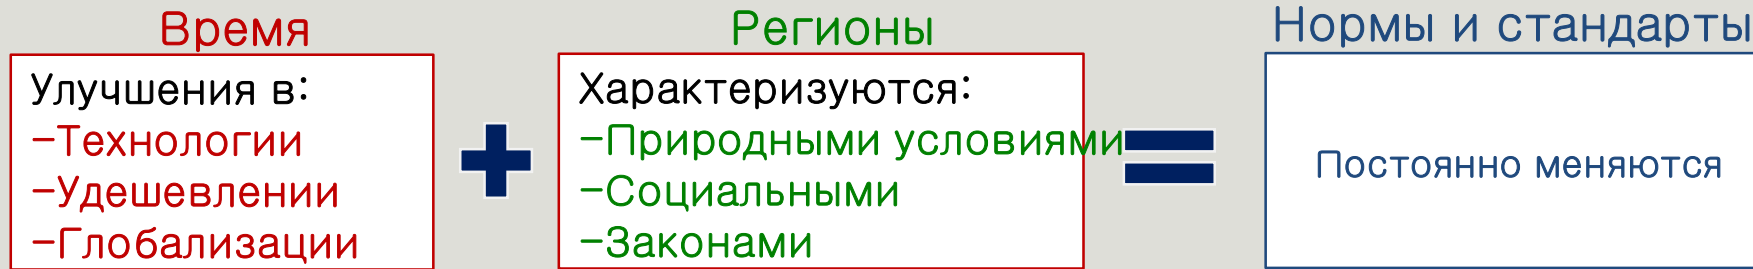 Время
Улучшения в:
-Технологии
-Удешевлении
-Глобализации
+
Регионы
Характеризуются:
-Природными условиями
-Социальными
-Законами
=
Нормы и стандарты
Постоянно меняются